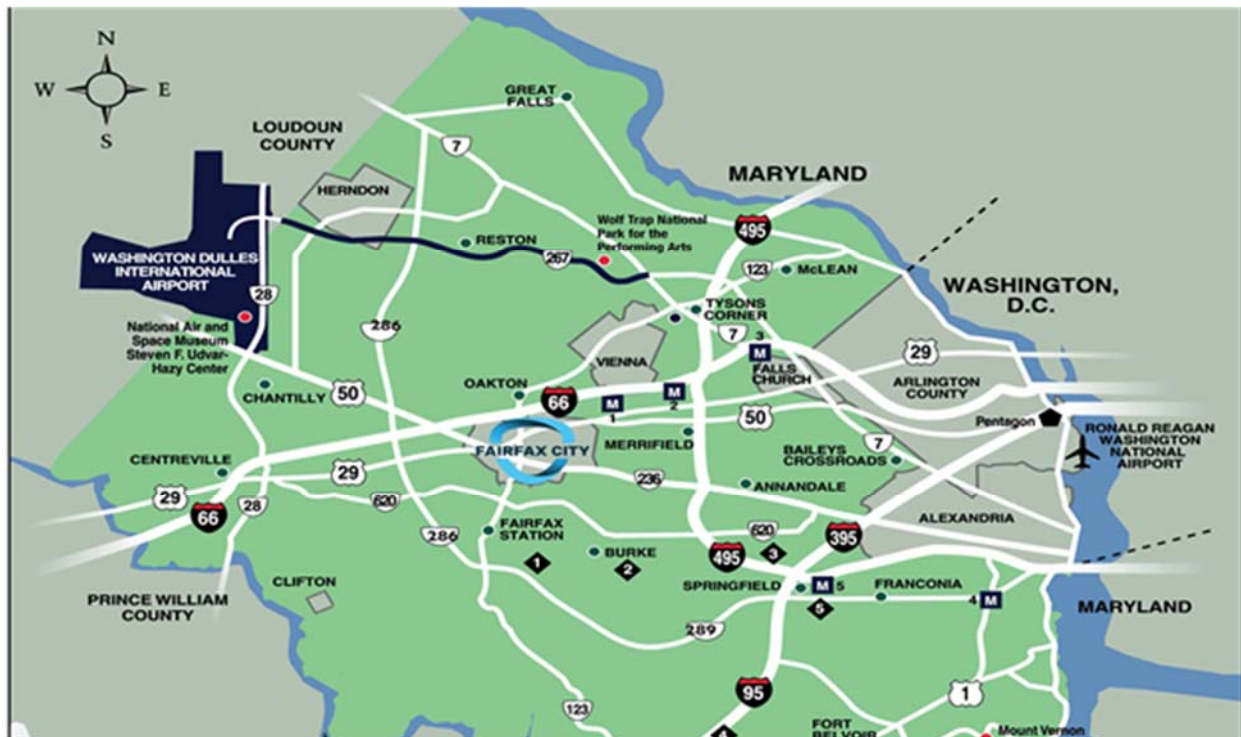 N
W E
S
GREAT
FALLS
LOUDOUN
COUNTY
7
HERNDON
MARYLAND
495
Wolf Trap National
Park for the
Performing Arts
RESTON
267
123
McLEAN
WASHINGTON DULLES
INTERNATIONAL
AIRPORT
28
WASHINGTON,
D.C.
TYSONS
CORNER
National Air and
Space Museum
Steven F. Udvar-
Hazy Center
286
7
3
M
VIENNA
FALLS
CHURCH
29
ARLINGTON
COUNTY
CHANTILLY
50
OAKTON
66
M
1
M
2
50
Pentagon
RONALD REAGAN
WASHINGTON
NATIONAL
AIRPORT
MERRIFIELD
7
FAIRFAX CITY
BAILEYS
CROSSROADS
CENTREVILLE
29
236
ANNANDALE
29
620
28
66
286
FAIRFAX
STATION
620
395
ALEXANDRIA
BURKE
1
2
495
3
SPRINGFIELD
M 5
FRANCONIA
4 M
CLIFTON
PRINCE WILLIAM
COUNTY
MARYLAND
289
95
1
123
FORT
BELVOIR
Mount Vernon
4